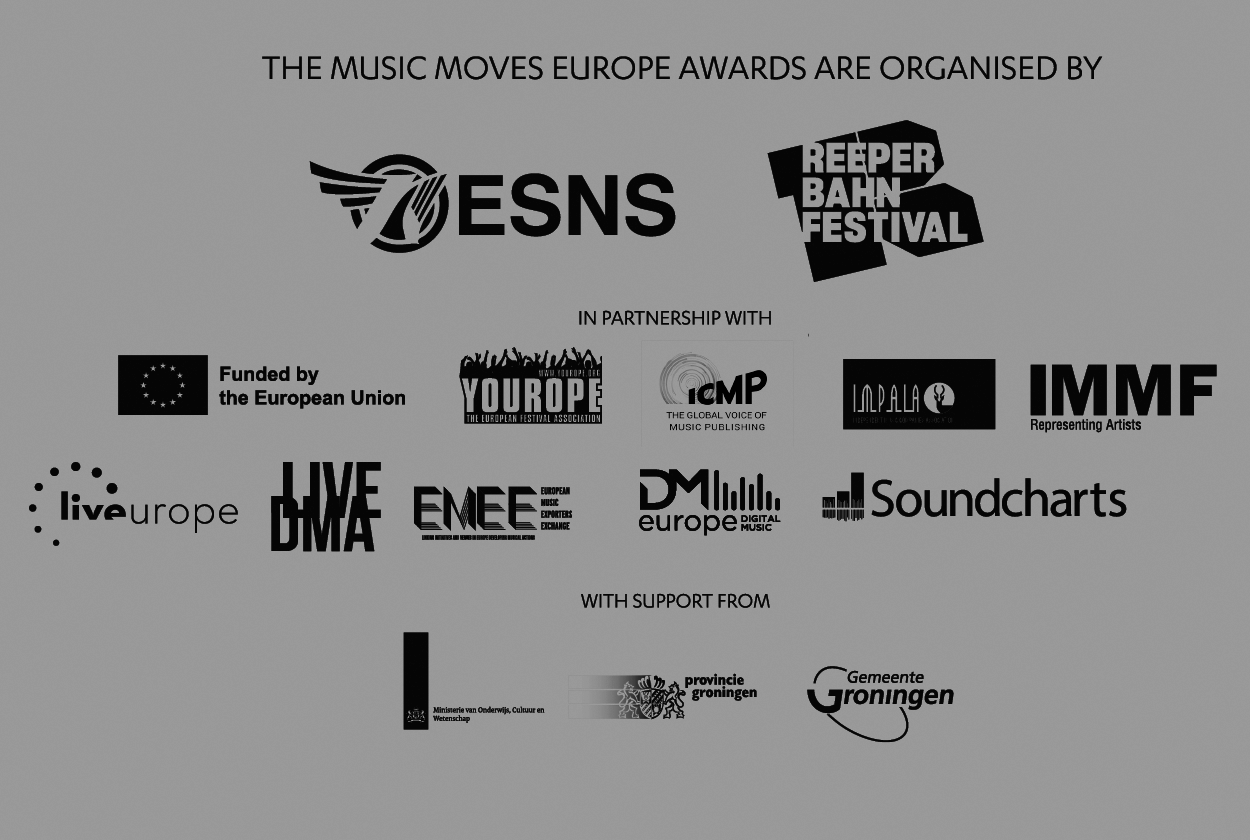 THE MUSIC MOVES EUROPE AWARDS ARE ORGANISED BY
ESNS
REEPER
BAHN
FESTIVAL
IN PARTNERSHIP WITH
Funded by
the European Union
WWW.YOUROPE.ORG
YOUROPE
THE EUROPEAN FESTIVAL ASSOCIATION
icMP
THE GLOBAL VOICE OF
MUSIC PUBLISHING
IMPALA
IMMF
Representing Artists
liveurope
LIVE
DMA
EMEE
EUROPEAN
MUSIC
EXPORTERS
EXCHANGE
DM
europe DIGITAL
MUSIC
Soundcharts
WITH SUPPORT FROM
Ministerie van Onderwijs, Cultuur en
Wetenschap
provincie
groningen
Gemeente
Groningen